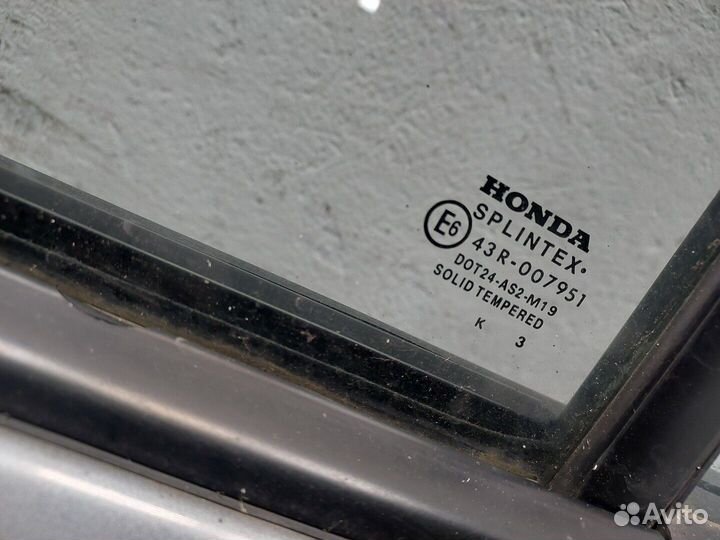 HONDA
SPLINTEX
E6
43R-007951
DOT24-AS2-M19
SOLID TEMPERED
K 3
Avito